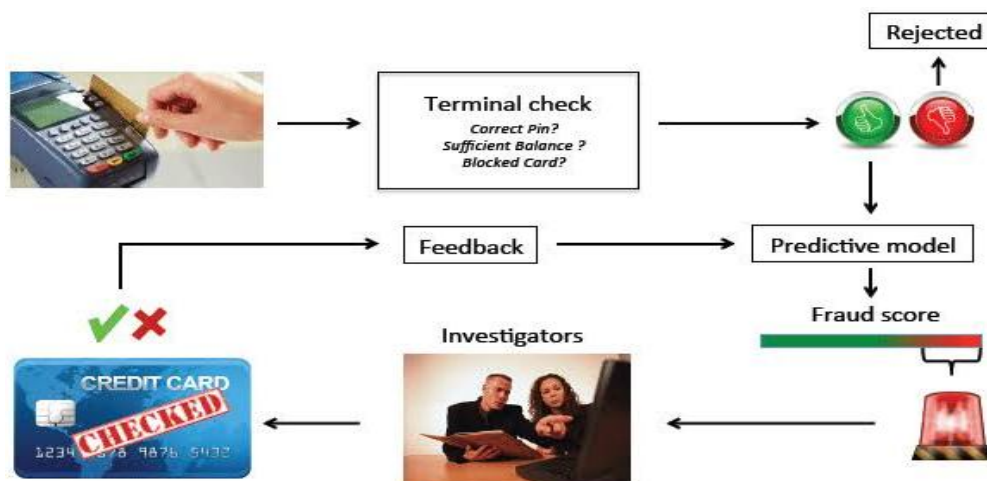 Rejected
Terminal check
Correct Pin?
Sufficient Balance ?
Blocked Card?
Feedback
Predictive model
Fraud score
Investigators
CREDIT CARD
CHECKED
1234 5678 9876 5432